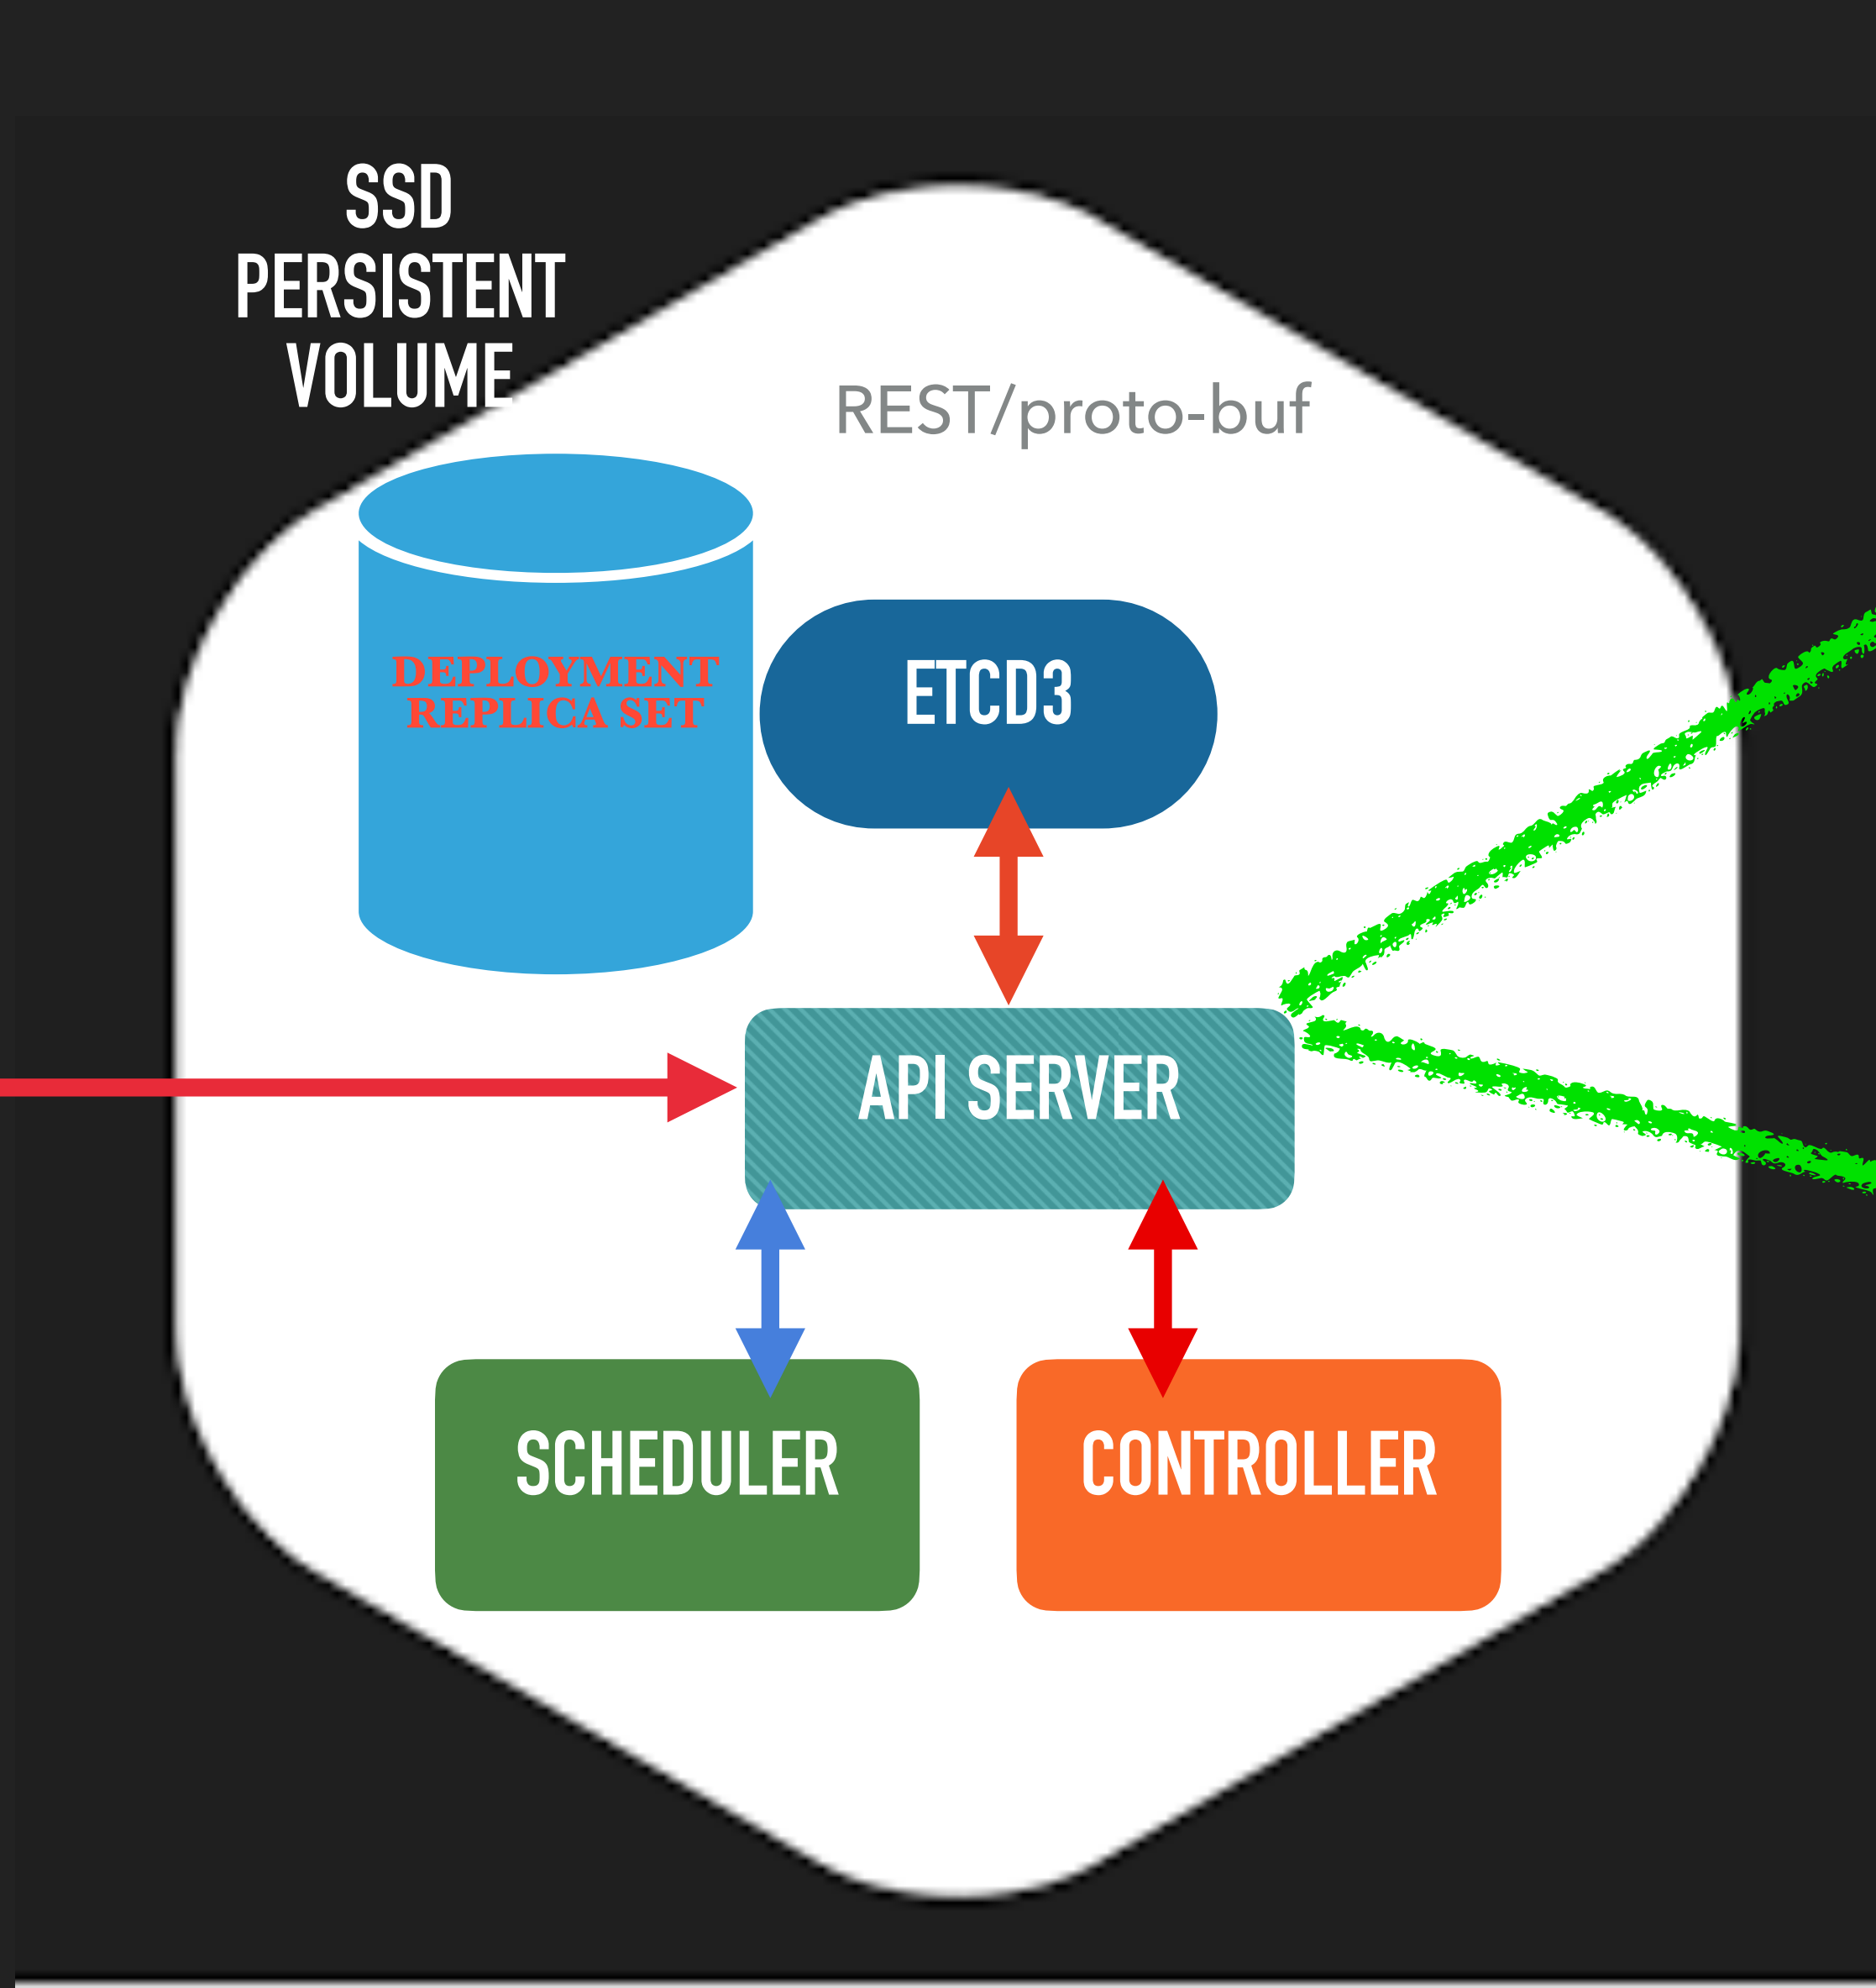 SSD
PERSISTENT
VOLUME
REST/proto-buf
DEPLOYMENT
REPLICA SET
ETCD3
API SERVER
SCHEDULER
CONTROLLER